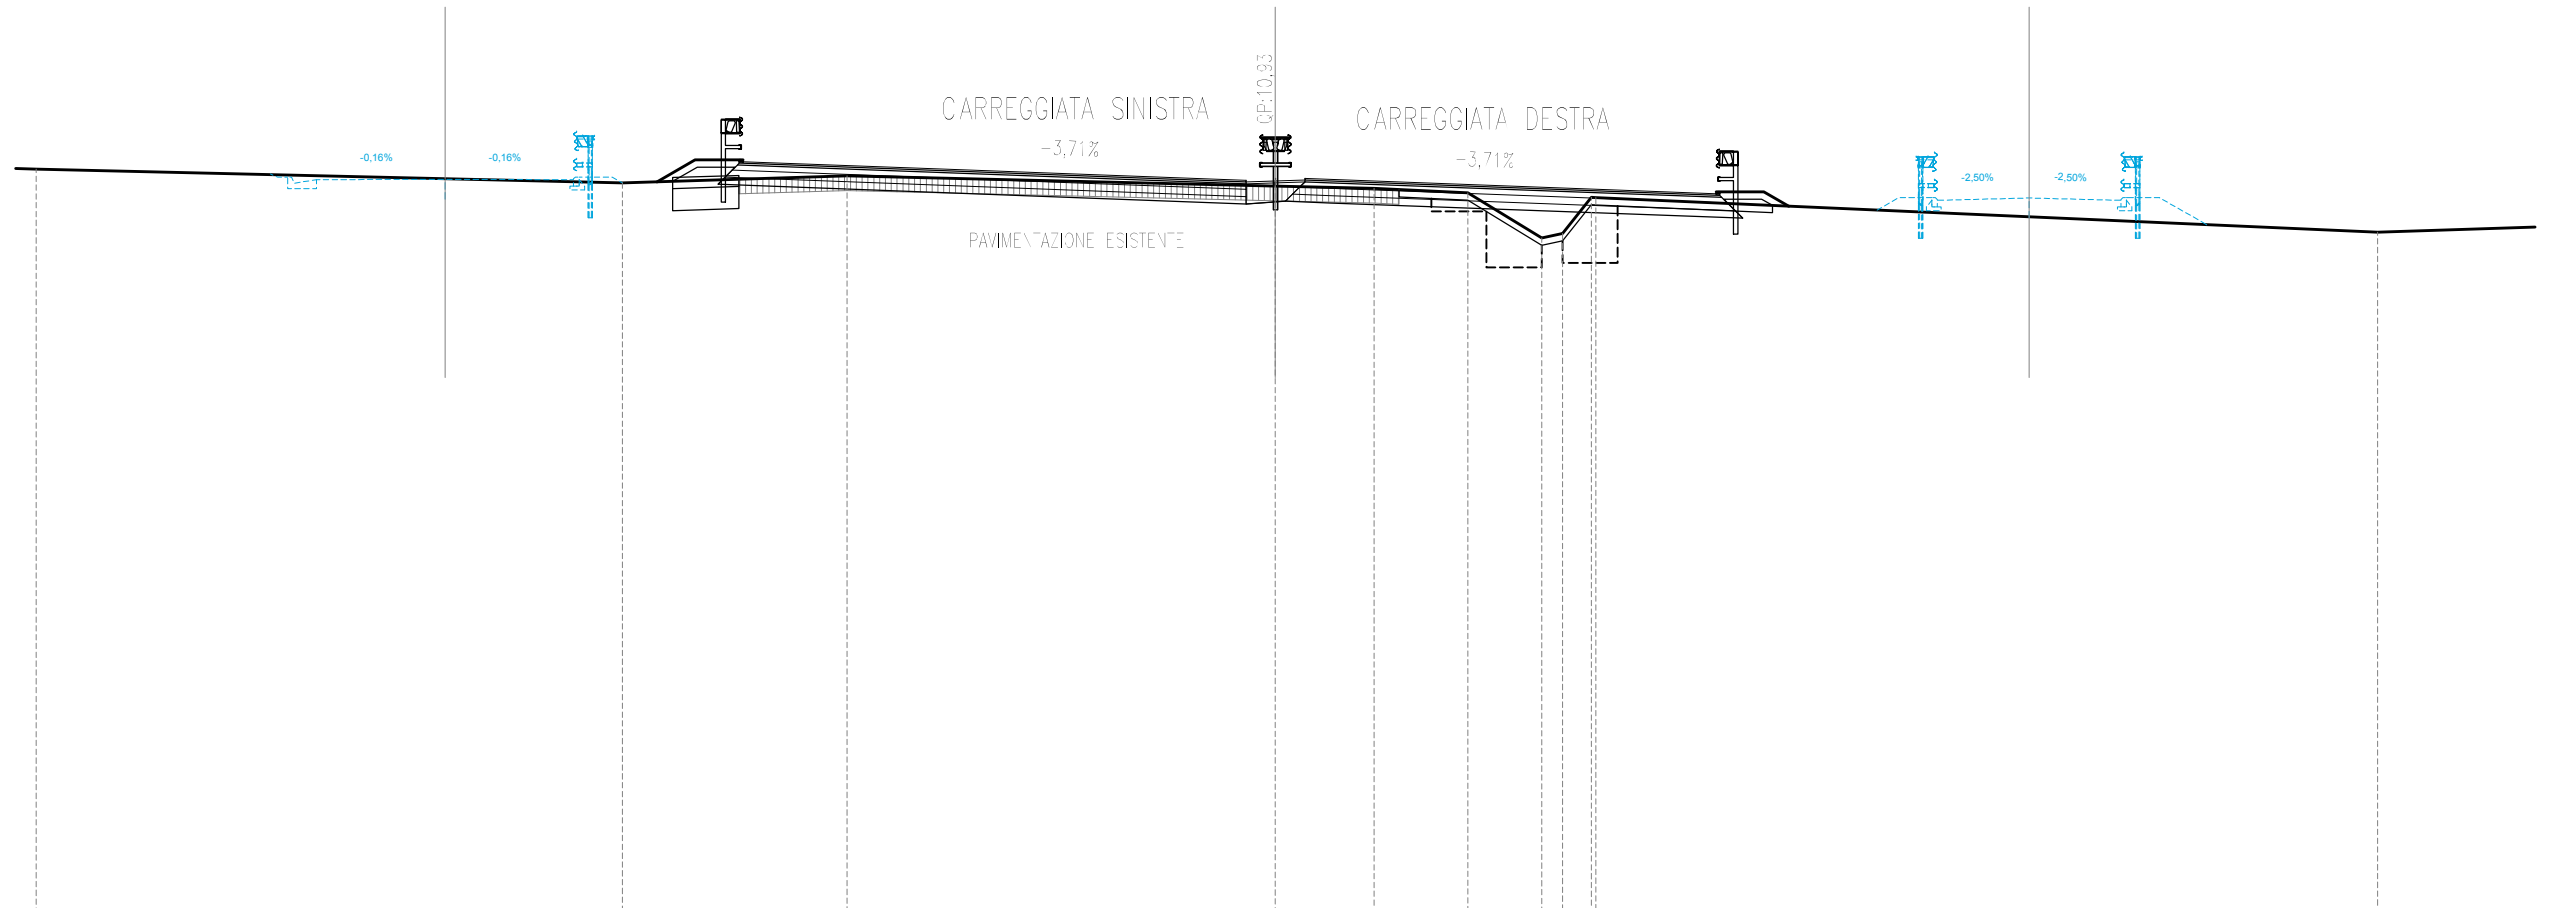 QP:10,93
CARREGGIATA SINISTRA
-3,71%
CARREGGIATA DESTRA
-3,71%
-0,16%
-0,16%
-2,50%
-2,50%
PAVIMENTAZIONE ESISTENTE